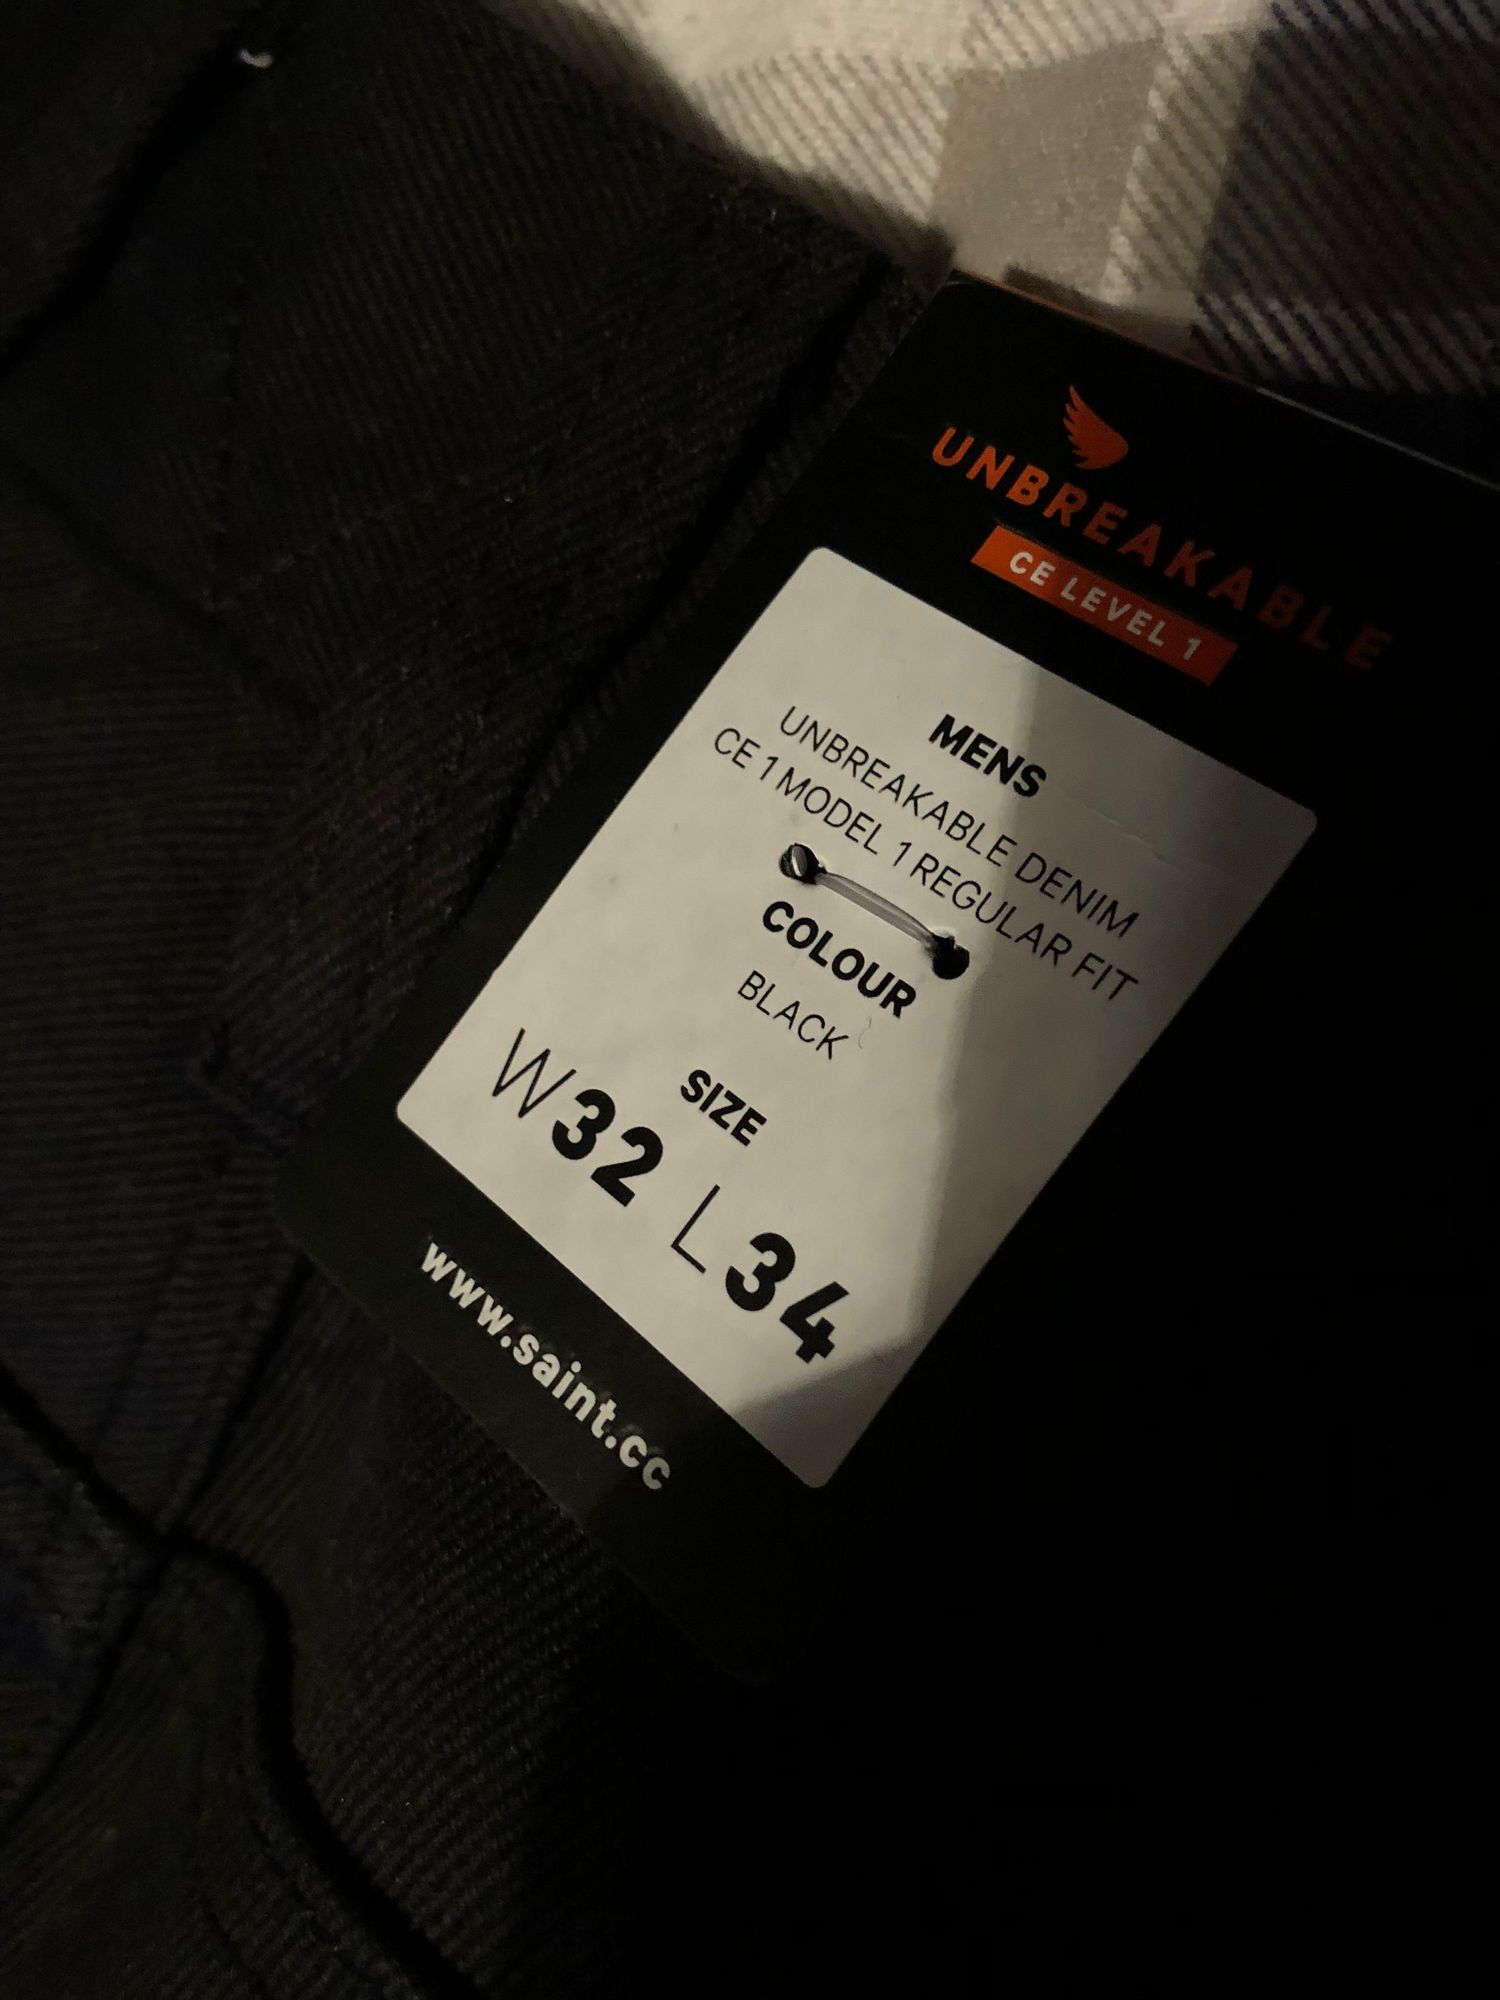 UNBREAKABLE
CE LEVEL 1
MENS
UNBREAKABLE DENIM
CE 1 MODEL 1 REGULAR FIT
COLOUR
BLACK
SIZE
W32 L34
www.saint.cc